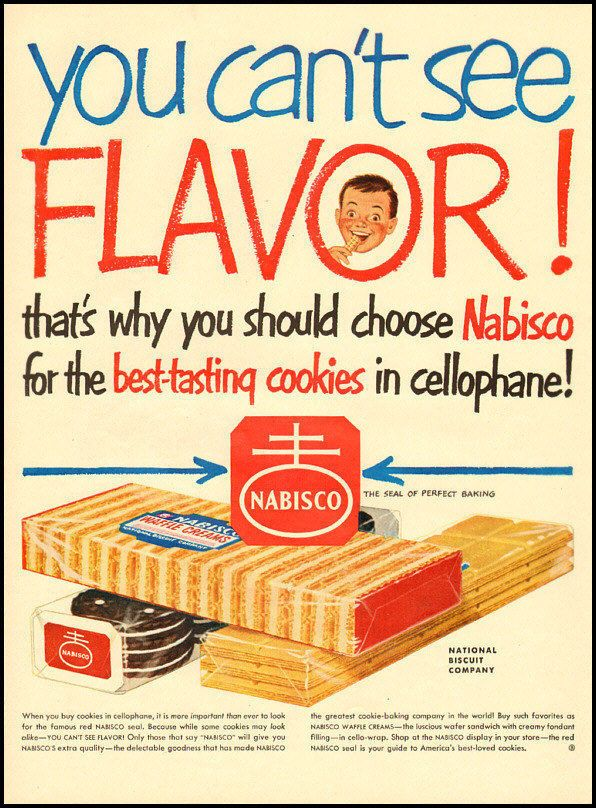 you can't see
FLAVOR!
that's why you should choose Nabisco
for the best-tasting cookies in cellophane!
NABISCO
THE SEAL OF PERFECT BAKING
NABISCO
WAFFLE CREAMS
NATIONAL BISCUIT COMPANY
NABISCO
NATIONAL
BISCUIT
COMPANY
When you buy cookies in cellophane, it is more important than ever to look
for the famous red NABISCO seal. Because while some cookies may look
alike—YOU CAN'T SEE FLAVOR! Only those that say "NABISCO" will give you
NABISCO'S extra quality—the delectable goodness that has made NABISCO
the greatest cookie-baking company in the world! Buy such favorites as
NABISCO WAFFLE CREAMS—the luscious wafer sandwich with creamy fondant
filling—in cello-wrap. Shop at the NABISCO display in your store—the red
NABISCO seal is your guide to America's best-loved cookies. ®